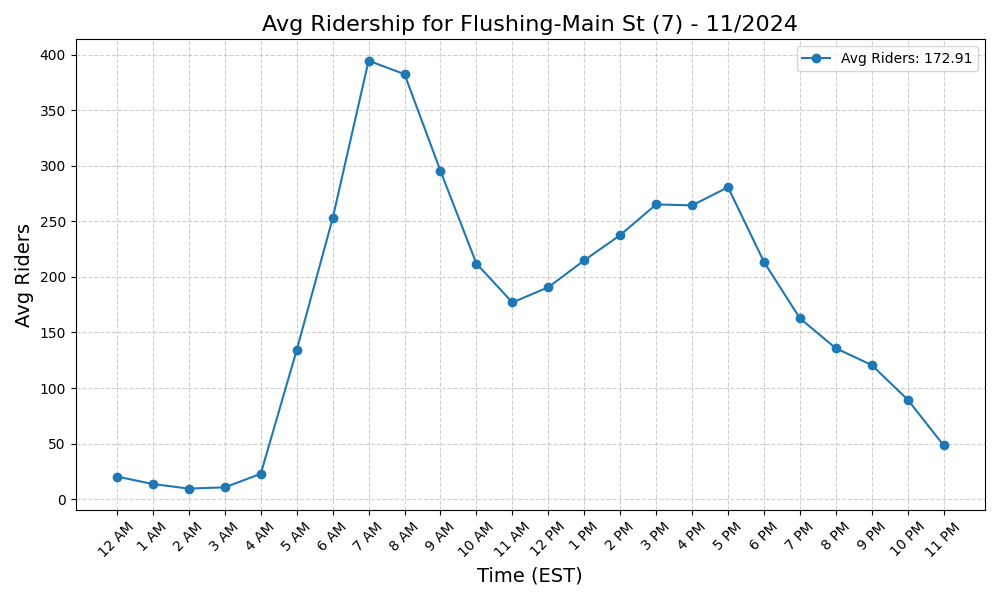 Avg Ridership for Flushing-Main St (7) - 11/2024
Avg Riders: 172.91
Avg Riders
400
350
300
250
200
150
100
50
0
12 AM
1 AM
2 AM
3 AM
4 AM
5 AM
6 AM
7 AM
8 AM
9 AM
10 AM
11 AM
12 PM
1 PM
2 PM
3 PM
4 PM
5 PM
6 PM
7 PM
8 PM
9 PM
10 PM
11 PM
Time (EST)